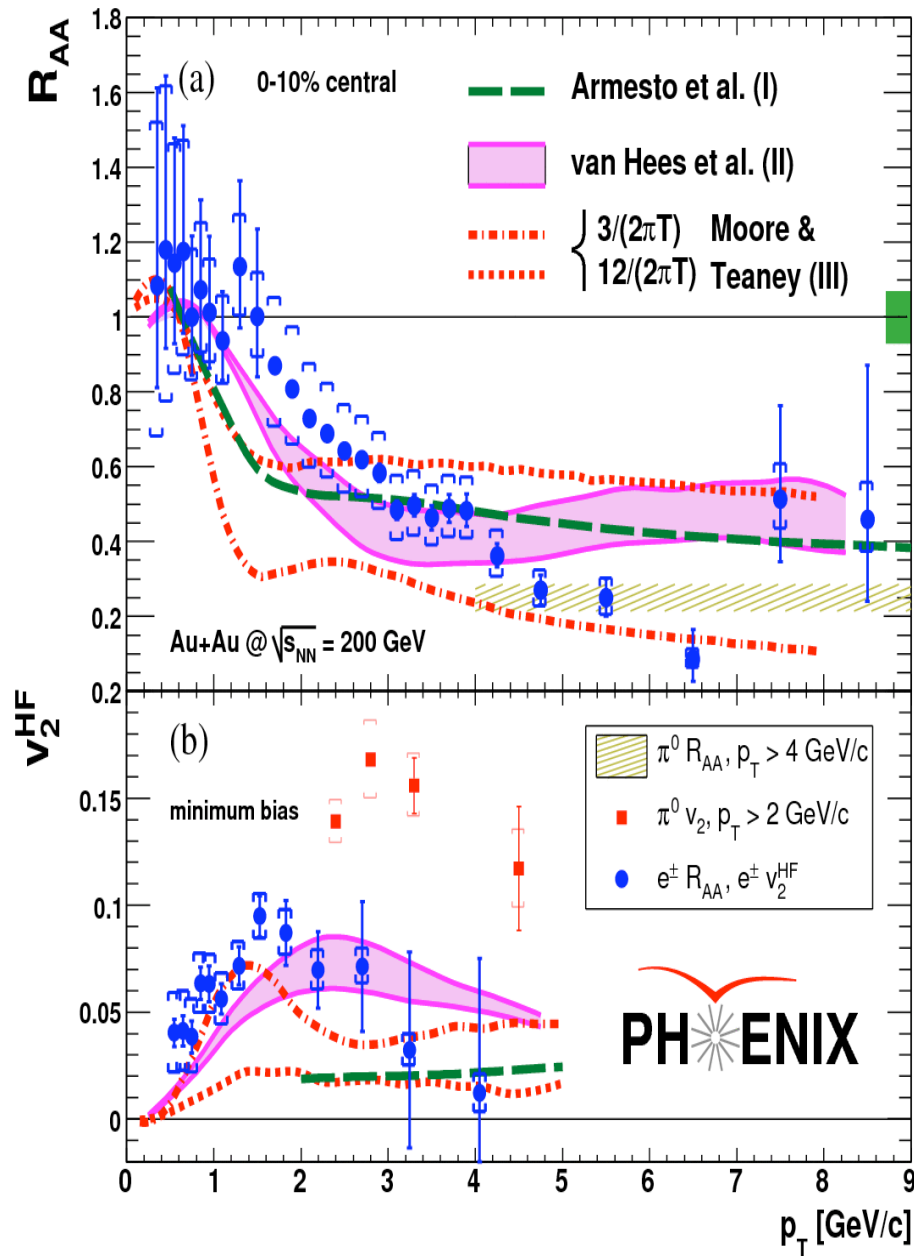 R_AA
1.8
1.6
1.4
1.2
1
0.8
0.6
0.4
0.2
(a)
0-10% central
Armesto et al. (I)
van Hees et al. (II)
3/(2πT) Moore &
12/(2πT) Teaney (III)
Au+Au @ √s_NN = 200 GeV
v_2^HF
0.2
0.15
0.1
0.05
0
(b)
minimum bias
π⁰ R_AA, p_T > 4 GeV/c
π⁰ v_2, p_T > 2 GeV/c
e± R_AA, e± v_2^HF
PHENIX
0 1 2 3 4 5 6 7 8 9
p_T [GeV/c]